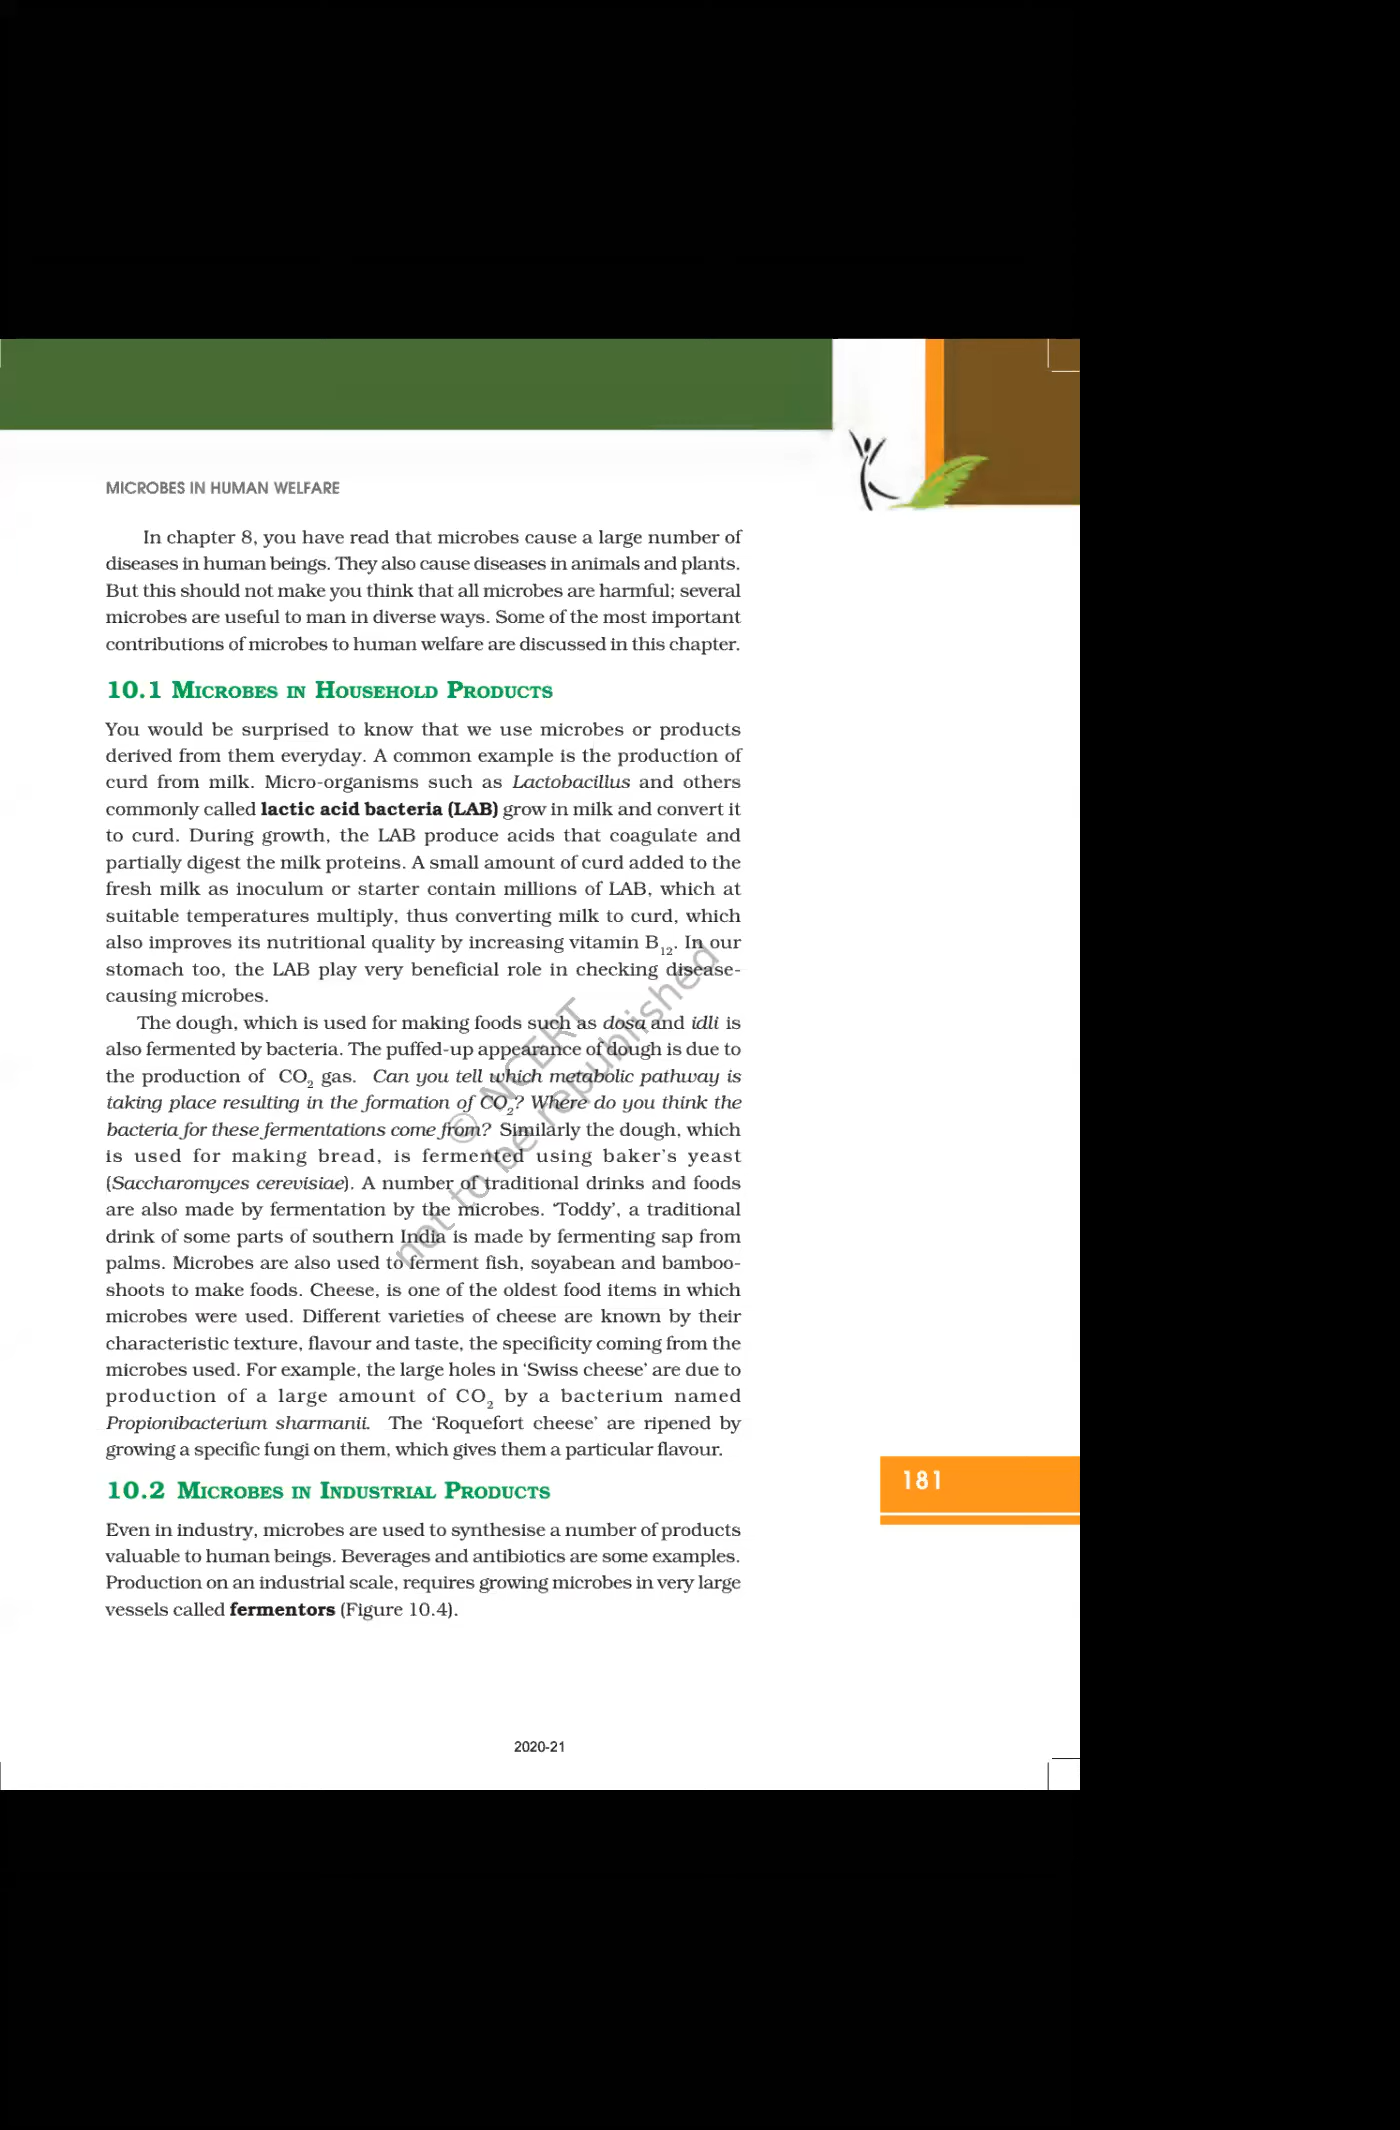 MICROBES IN HUMAN WELFARE
In chapter 8, you have read that microbes cause a large number of
diseases in human beings. They also cause diseases in animals and plants.
But this should not make you think that all microbes are harmful; several
microbes are useful to man in diverse ways. Some of the most important
contributions of microbes to human welfare are discussed in this chapter.
10.1 MICROBES IN HOUSEHOLD PRODUCTS
You would be surprised to know that we use microbes or products
derived from them everyday. A common example is the production of
curd from milk. Micro-organisms such as Lactobacillus and others
commonly called lactic acid bacteria (LAB) grow in milk and convert it
to curd. During growth, the LAB produce acids that coagulate and
partially digest the milk proteins. A small amount of curd added to the
fresh milk as inoculum or starter contain millions of LAB, which at
suitable temperatures multiply, thus converting milk to curd, which
also improves its nutritional quality by increasing vitamin B₁₂. In our
stomach too, the LAB play very beneficial role in checking disease-
causing microbes.
The dough, which is used for making foods such as dosa and idli is
also fermented by bacteria. The puffed-up appearance of dough is due to
the production of CO₂ gas. Can you tell which metabolic pathway is
taking place resulting in the formation of CO₂? Where do you think the
bacteria for these fermentations come from? Similarly the dough, which
is used for making bread, is fermented using baker's yeast
(Saccharomyces cerevisiae). A number of traditional drinks and foods
are also made by fermentation by the microbes. 'Toddy', a traditional
drink of some parts of southern India is made by fermenting sap from
palms. Microbes are also used to ferment fish, soyabean and bamboo-
shoots to make foods. Cheese, is one of the oldest food items in which
microbes were used. Different varieties of cheese are known by their
characteristic texture, flavour and taste, the specificity coming from the
microbes used. For example, the large holes in 'Swiss cheese' are due to
production of a large amount of CO₂ by a bacterium named
Propionibacterium sharmanii. The 'Roquefort cheese' are ripened by
growing a specific fungi on them, which gives them a particular flavour.
181
10.2 MICROBES IN INDUSTRIAL PRODUCTS
Even in industry, microbes are used to synthesise a number of products
valuable to human beings. Beverages and antibiotics are some examples.
Production on an industrial scale, requires growing microbes in very large
vessels called fermentors (Figure 10.4).
© NCERT
not to be republished
2020-21